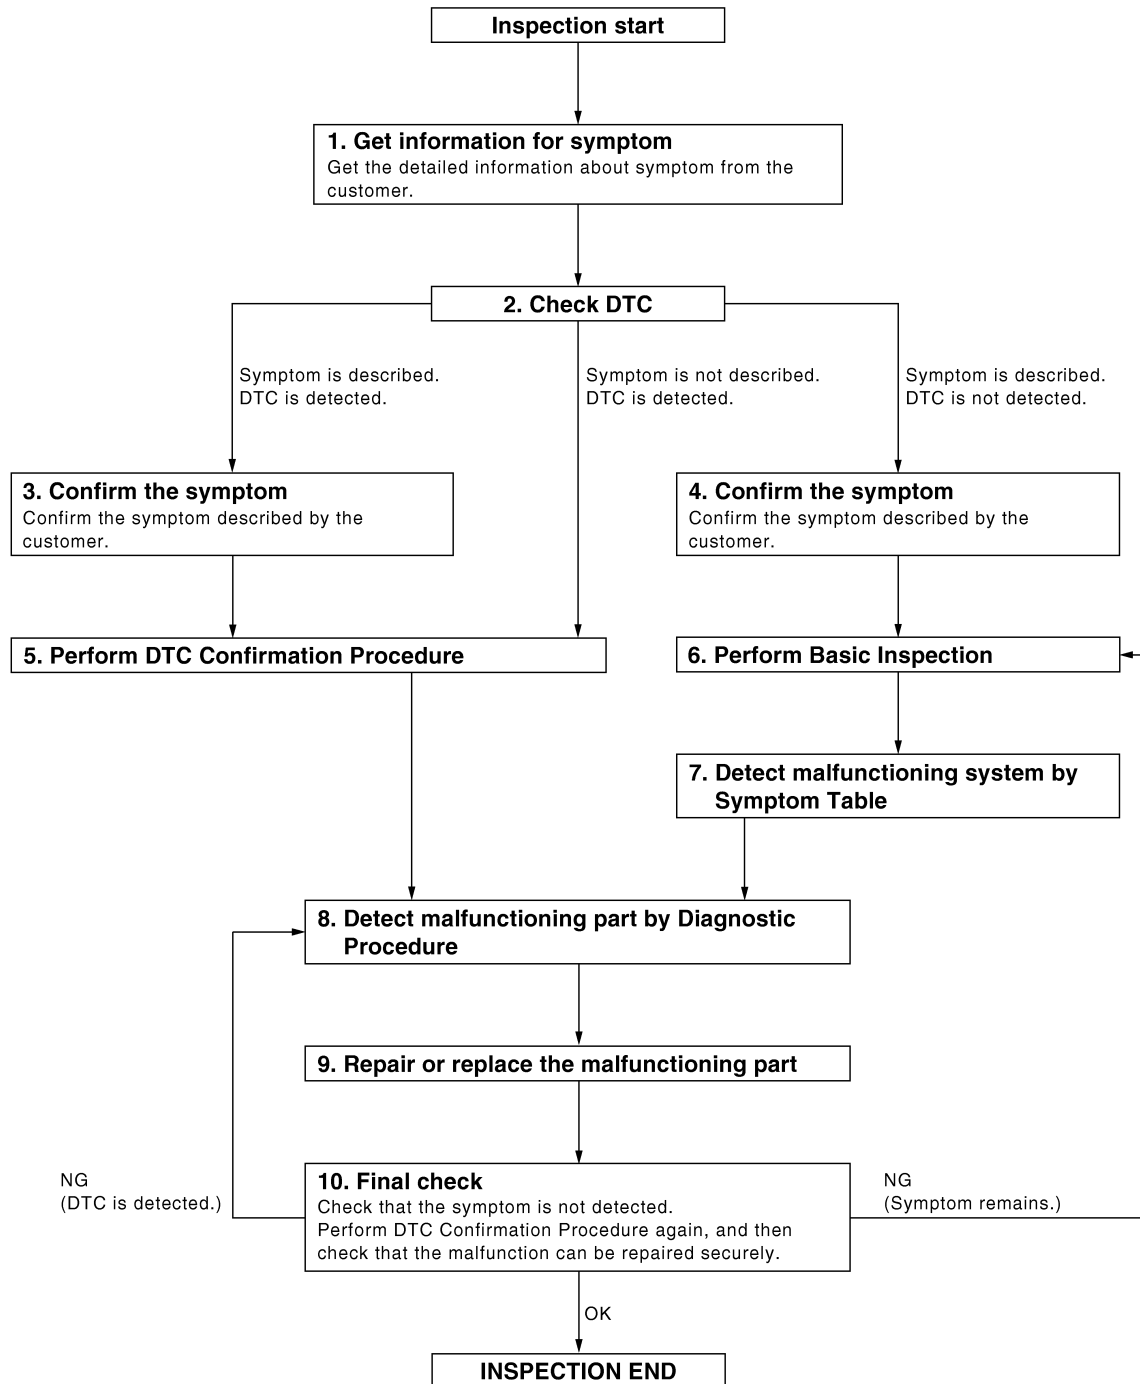 Inspection start
1. Get information for symptom
Get the detailed information about symptom from the
customer.
2. Check DTC
Symptom is described.
DTC is detected.
Symptom is not described.
DTC is detected.
Symptom is described.
DTC is not detected.
3. Confirm the symptom
Confirm the symptom described by the
customer.
4. Confirm the symptom
Confirm the symptom described by the
customer.
5. Perform DTC Confirmation Procedure
6. Perform Basic Inspection
7. Detect malfunctioning system by
Symptom Table
8. Detect malfunctioning part by Diagnostic
Procedure
9. Repair or replace the malfunctioning part
NG
(DTC is detected.)
10. Final check
Check that the symptom is not detected.
Perform DTC Confirmation Procedure again, and then
check that the malfunction can be repaired securely.
NG
(Symptom remains.)
OK
INSPECTION END